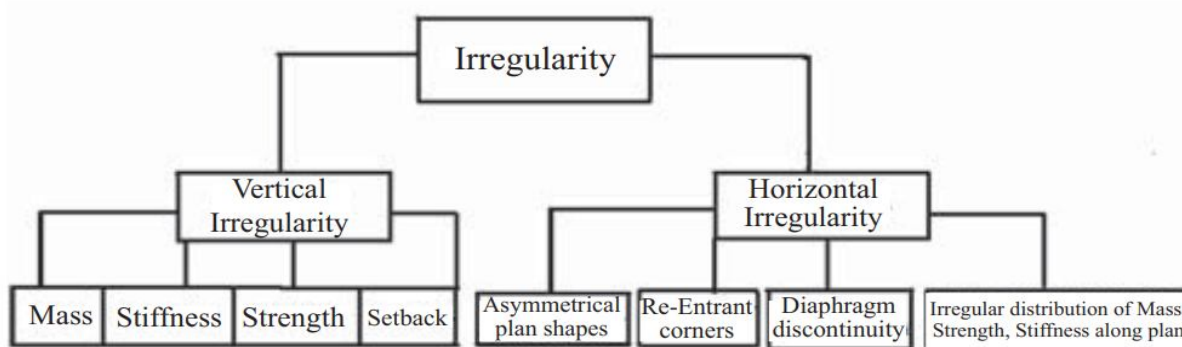 Irregularity
Vertical
Irregularity
Horizontal
Irregularity
Mass
Stiffness
Strength
Setback
Asymmetrical
plan shapes
Re-Entrant
corners
Diaphragm
discontinuity
Irregular distribution of Mass
Strength, Stiffness along plan